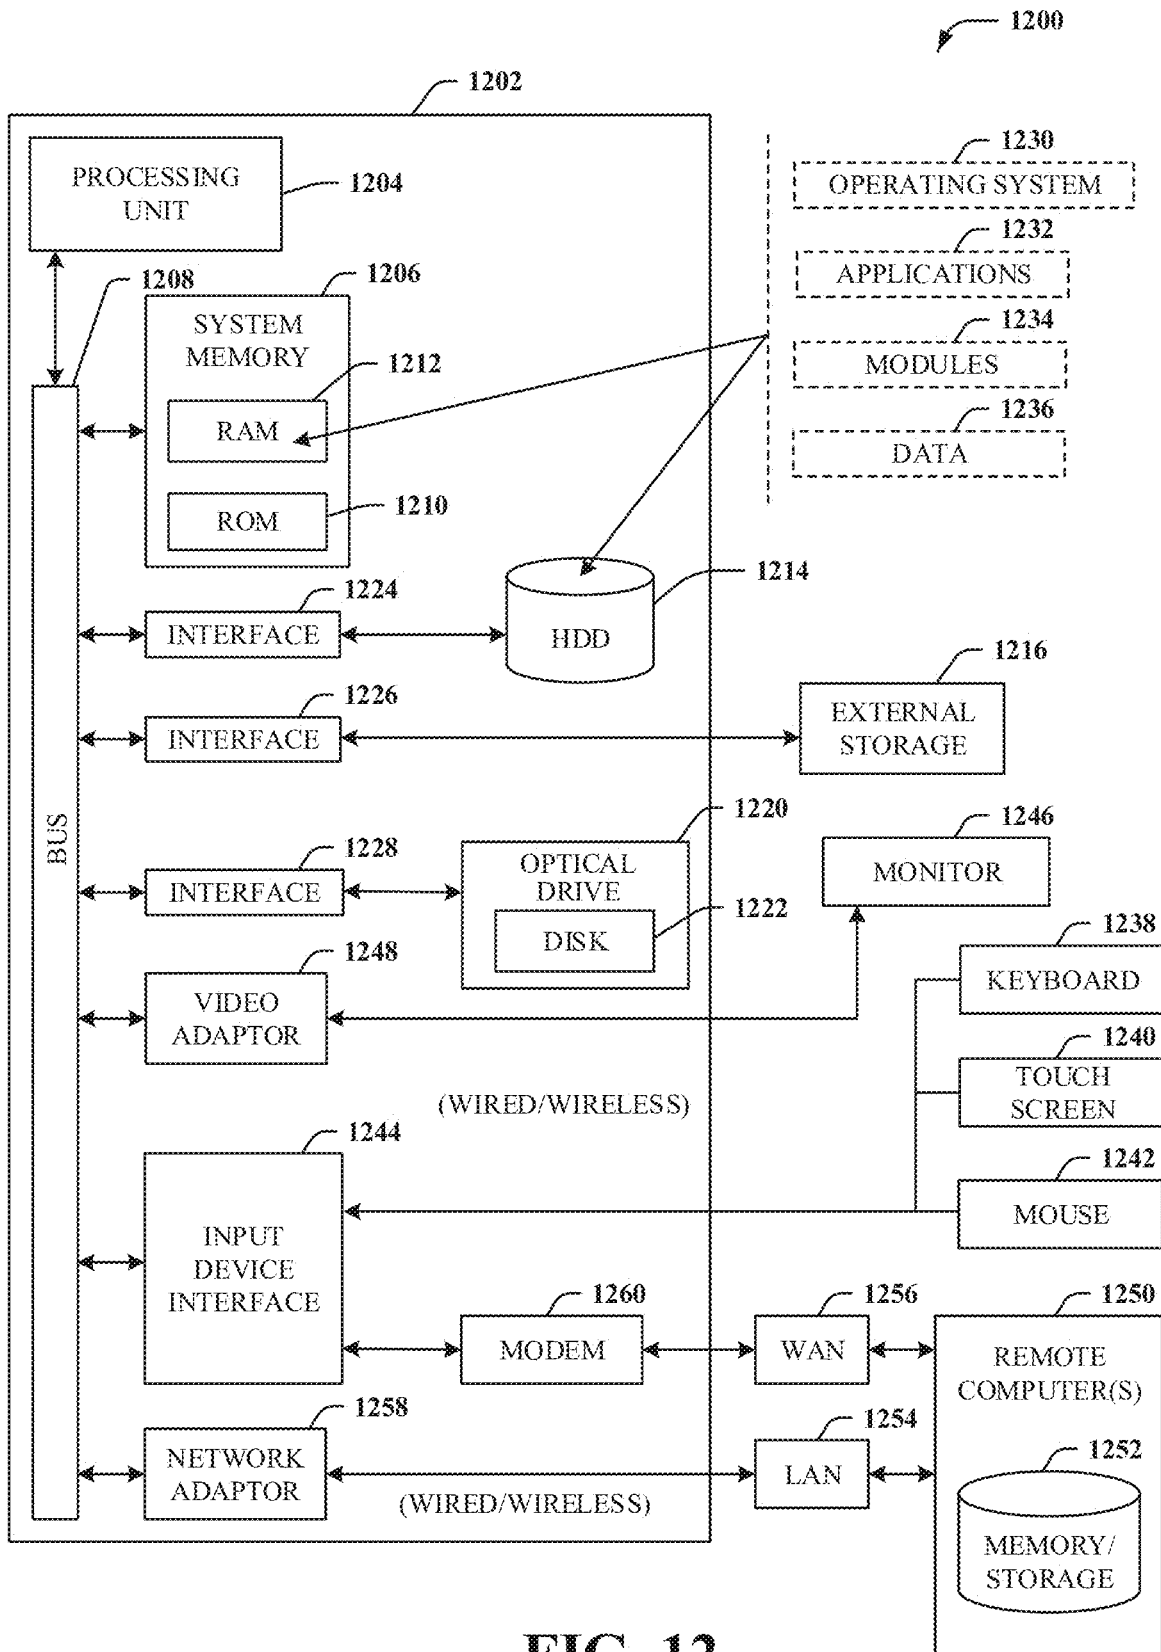 1200
1202
PROCESSING
UNIT
1204
1230
OPERATING SYSTEM
1232
APPLICATIONS
1234
MODULES
1236
DATA
1208
1206
SYSTEM
MEMORY
1212
RAM
1210
ROM
1224
INTERFACE
1214
HDD
1226
INTERFACE
1216
EXTERNAL
STORAGE
BUS
1228
INTERFACE
1220
OPTICAL
DRIVE
1222
DISK
1246
MONITOR
1248
VIDEO
ADAPTOR
1238
KEYBOARD
1240
TOUCH
SCREEN
(WIRED/WIRELESS)
1244
INPUT
DEVICE
INTERFACE
1242
MOUSE
1260
MODEM
1256
WAN
1250
REMOTE
COMPUTER(S)
1258
NETWORK
ADAPTOR
(WIRED/WIRELESS)
1254
LAN
1252
MEMORY/
STORAGE
FIG. 12